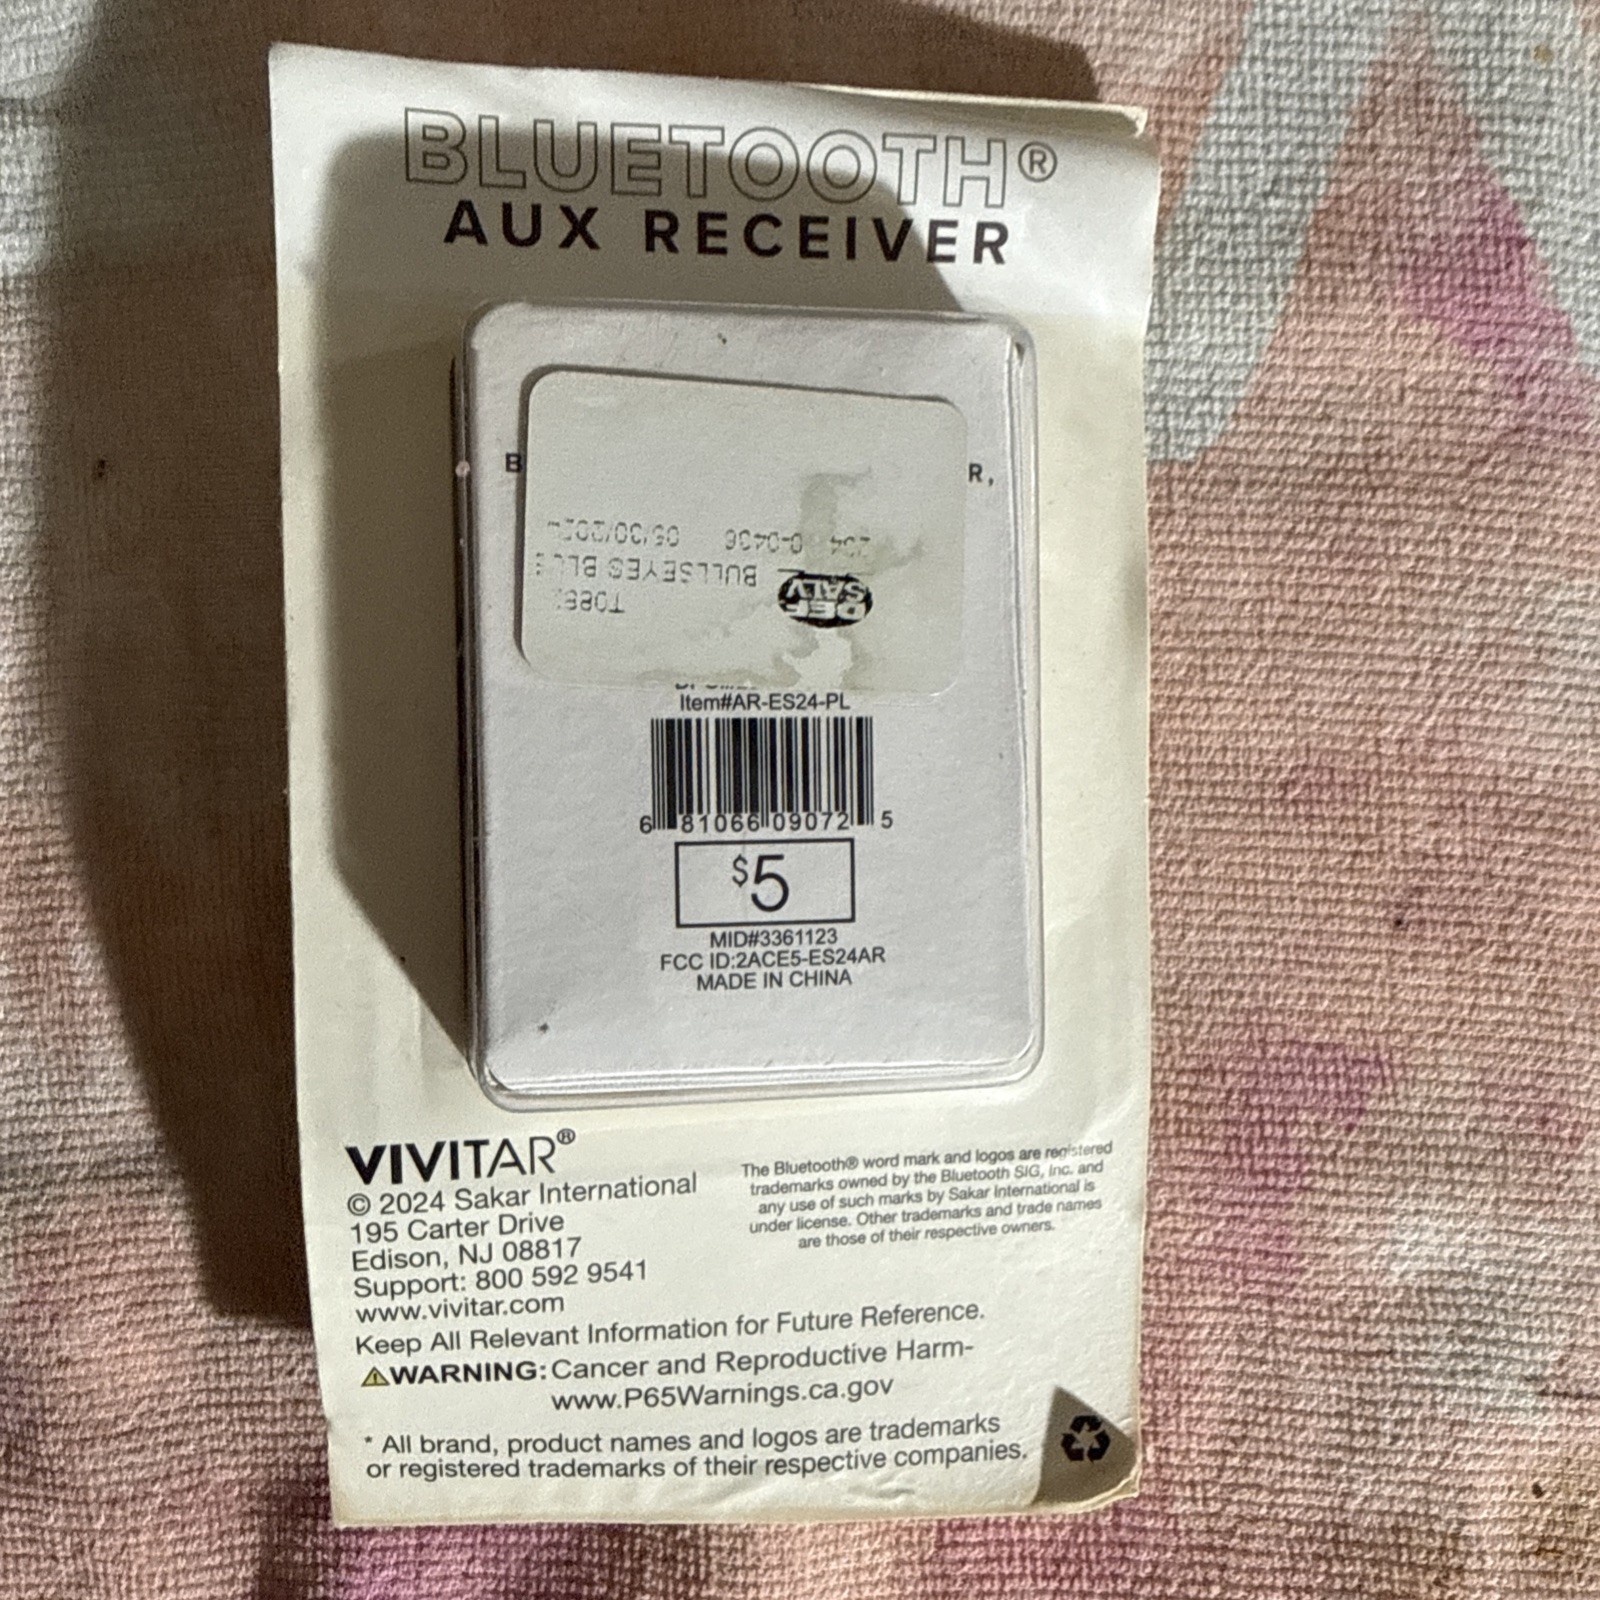 BLUETOOTH®
AUX RECEIVER
B R,
BULLSEYES
Item#AR-ES24-PL
6 81066 09072 5
$5
MID#3361123
FCC ID:2ACE5-ES24AR
MADE IN CHINA
VIVITAR®
© 2024 Sakar International
195 Carter Drive
Edison, NJ 08817
Support: 800 592 9541
www.vivitar.com
The Bluetooth® word mark and logos are registered
trademarks owned by the Bluetooth SIG, Inc. and
any use of such marks by Sakar International is
under license. Other trademarks and trade names
are those of their respective owners.
Keep All Relevant Information for Future Reference.
WARNING: Cancer and Reproductive Harm-
www.P65Warnings.ca.gov
* All brand, product names and logos are trademarks
or registered trademarks of their respective companies.